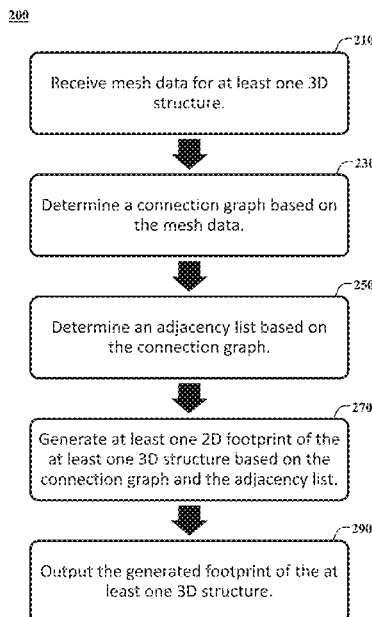 200
210
Receive mesh data for at least one 3D
structure.
230
Determine a connection graph based on
the mesh data.
250
Determine an adjacency list based on
the connection graph.
270
Generate at least one 2D footprint of the
at least one 3D structure based on the
connection graph and the adjacency list.
290
Output the generated footprint of the at
least one 3D structure.